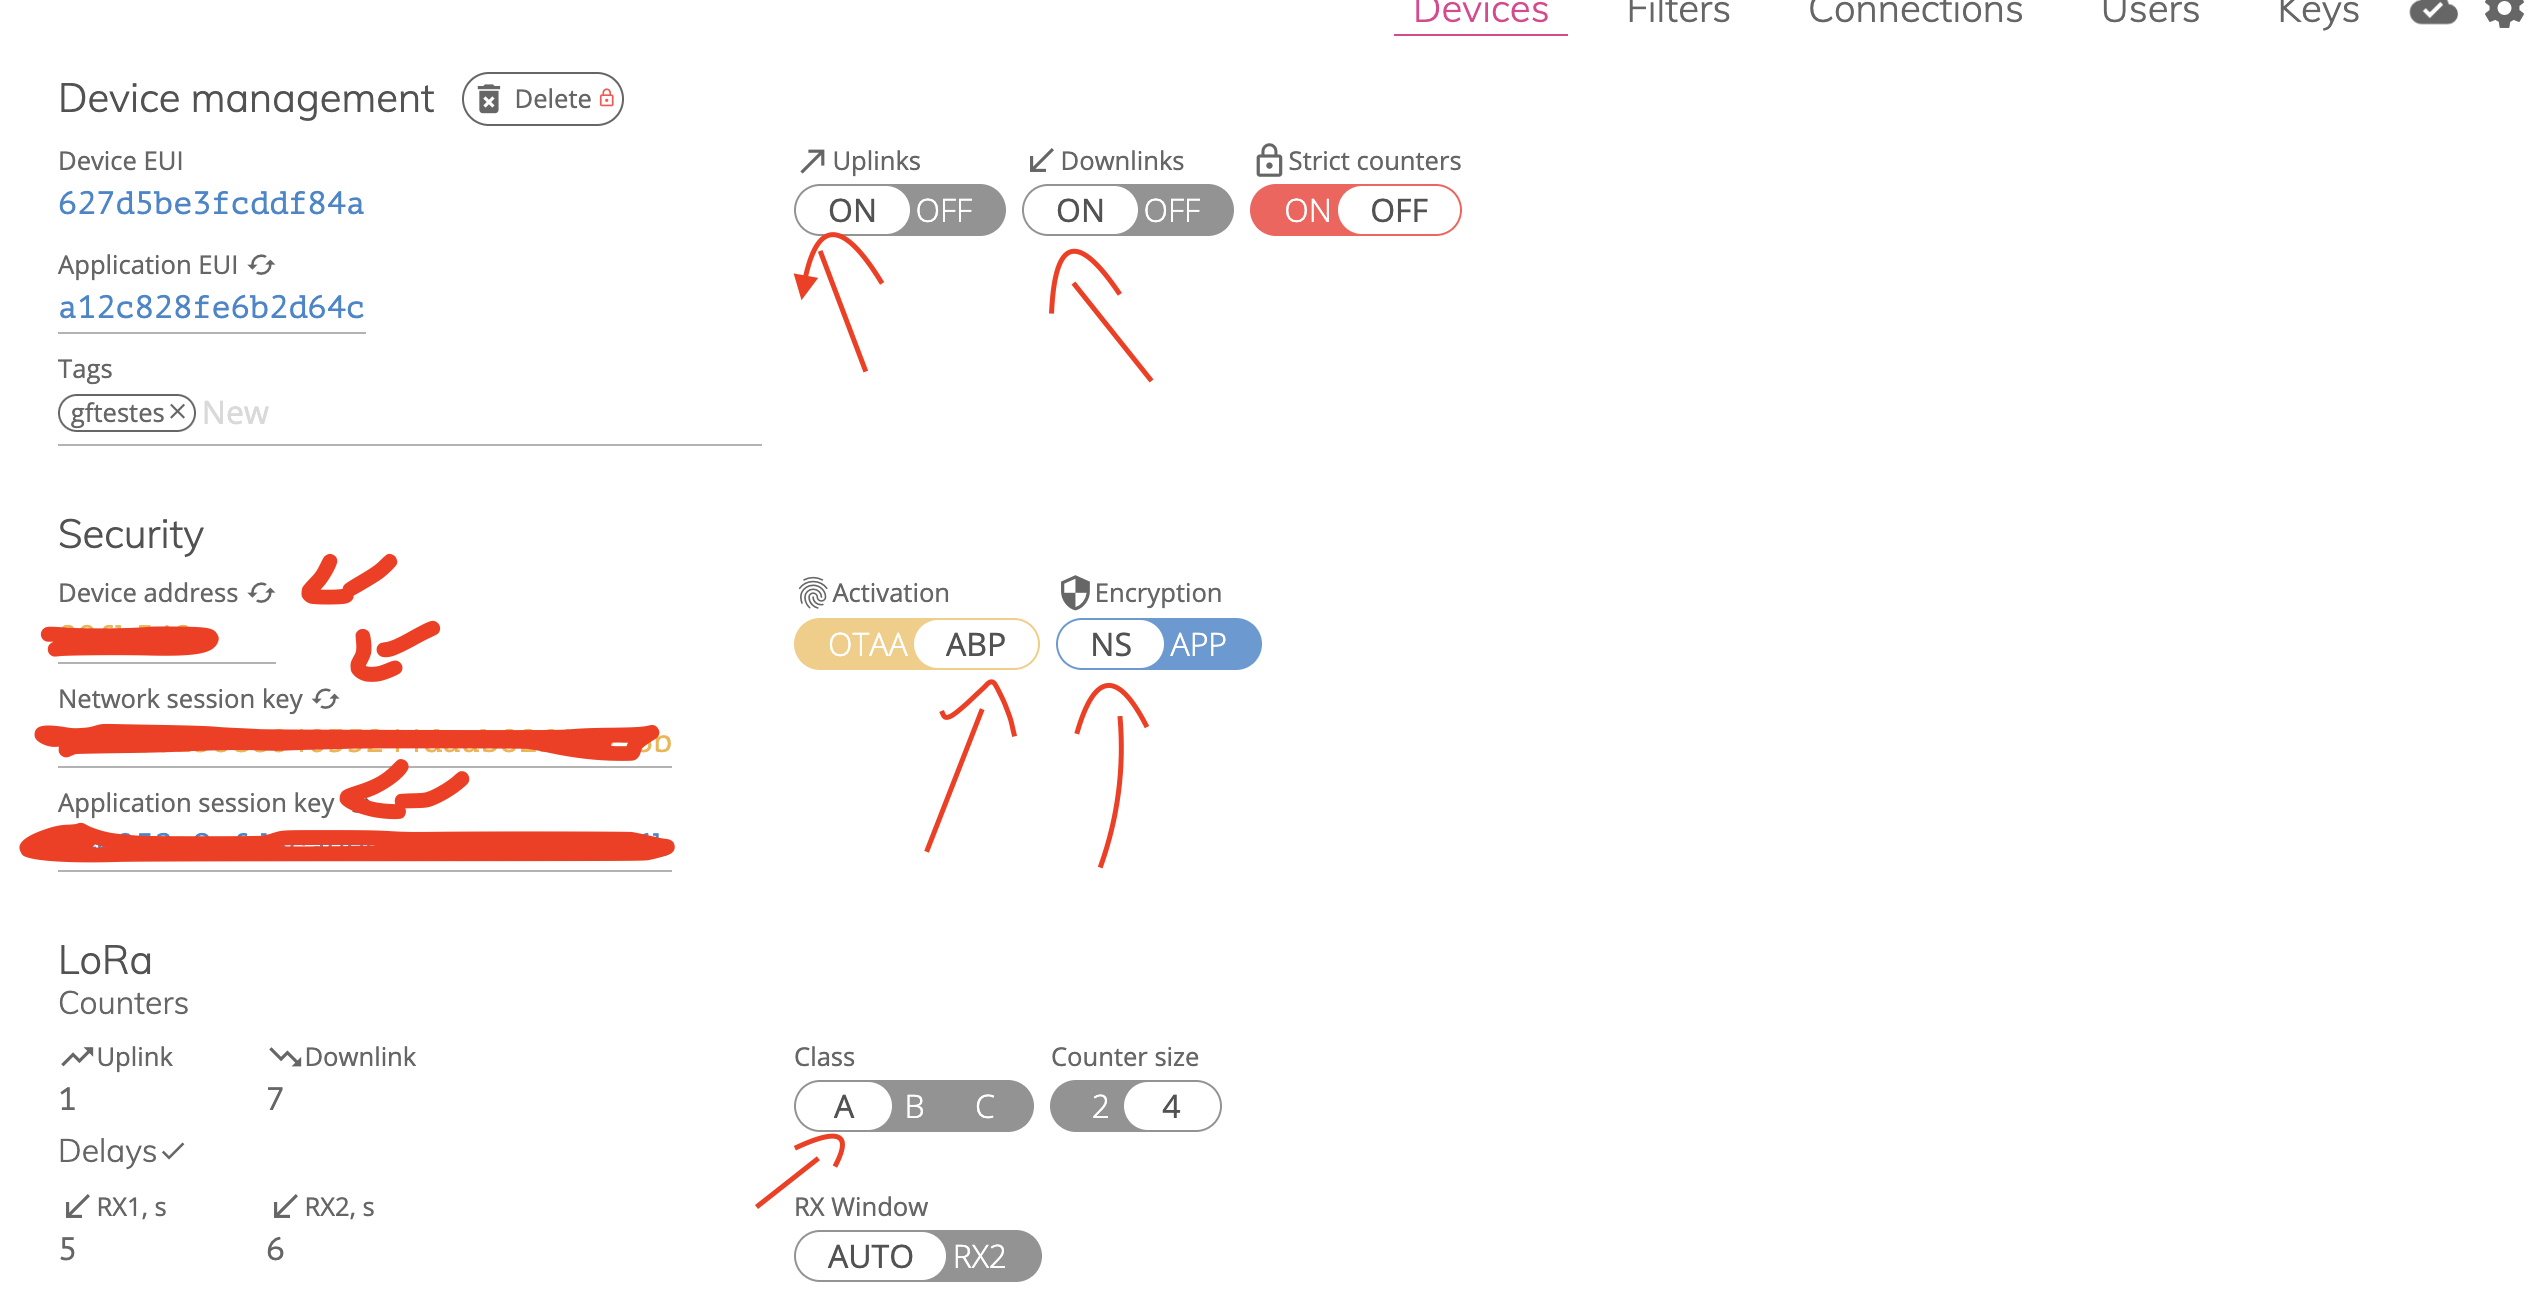 Devices Filters Connections Users Keys
Device management Delete
Device EUI
627d5be3fcddf84a
Uplinks Downlinks Strict counters
ON OFF ON OFF ON OFF
Application EUI
a12c828fe6b2d64c
Tags
gftestes New
Security
Device address
Activation Encryption
OTAA ABP NS APP
Network session key
Application session key
LoRa
Counters
Uplink Downlink
1 7
Class Counter size
A B C 2 4
Delays
RX1, s RX2, s
5 6
RX Window
AUTO RX2